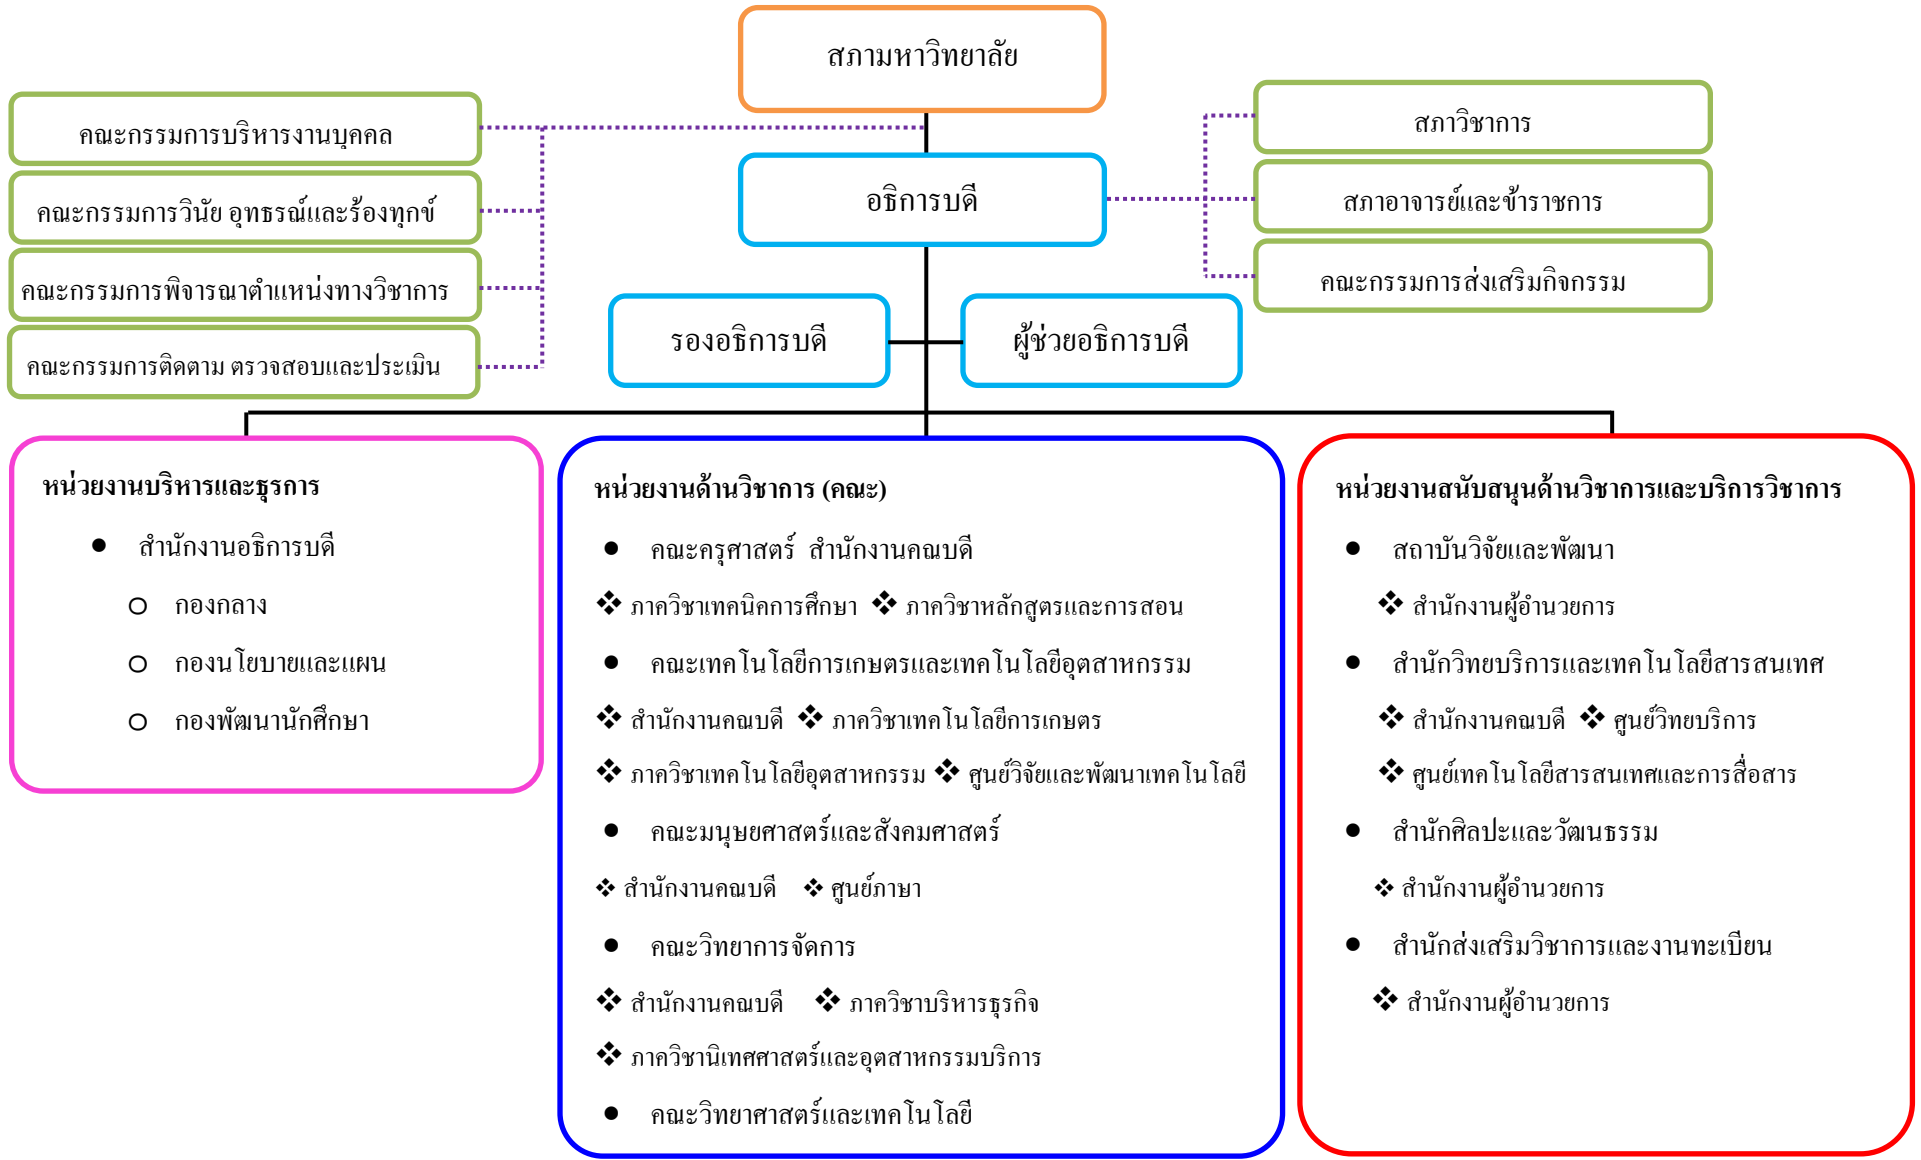 สภามหาวิทยาลัย
คณะกรรมการบริหารงานบุคคล
คณะกรรมการวินัย อุทธรณ์และร้องทุกข์
คณะกรรมการพิจารณาตำแหน่งทางวิชาการ
คณะกรรมการติดตาม ตรวจสอบและประเมิน
อธิการบดี
สภาวิชาการ
สภาอาจารย์และข้าราชการ
คณะกรรมการส่งเสริมกิจกรรม
รองอธิการบดี
ผู้ช่วยอธิการบดี
หน่วยงานบริหารและธุรการ
● สำนักงานอธิการบดี
o กองกลาง
o กองนโยบายและแผน
o กองพัฒนานักศึกษา
หน่วยงานด้านวิชาการ (คณะ)
● คณะครุศาสตร์ สำนักงานคณบดี
❖ ภาควิชาเทคนิคการศึกษา ❖ ภาควิชาหลักสูตรและการสอน
● คณะเทคโนโลยีการเกษตรและเทคโนโลยีอุตสาหกรรม
❖ สำนักงานคณบดี ❖ ภาควิชาเทคโนโลยีการเกษตร
❖ ภาควิชาเทคโนโลยีอุตสาหกรรม ❖ ศูนย์วิจัยและพัฒนาเทคโนโลยี
● คณะมนุษยศาสตร์และสังคมศาสตร์
❖ สำนักงานคณบดี ❖ ศูนย์ภาษา
● คณะวิทยาการจัดการ
❖ สำนักงานคณบดี ❖ ภาควิชาบริหารธุรกิจ
❖ ภาควิชานิเทศศาสตร์และอุตสาหกรรมบริการ
● คณะวิทยาศาสตร์และเทคโนโลยี
หน่วยงานสนับสนุนด้านวิชาการและบริการวิชาการ
● สถาบันวิจัยและพัฒนา
❖ สำนักงานผู้อำนวยการ
● สำนักวิทยบริการและเทคโนโลยีสารสนเทศ
❖ สำนักงานคณบดี ❖ ศูนย์วิทยบริการ
❖ ศูนย์เทคโนโลยีสารสนเทศและการสื่อสาร
● สำนักศิลปะและวัฒนธรรม
❖ สำนักงานผู้อำนวยการ
● สำนักส่งเสริมวิชาการและงานทะเบียน
❖ สำนักงานผู้อำนวยการ